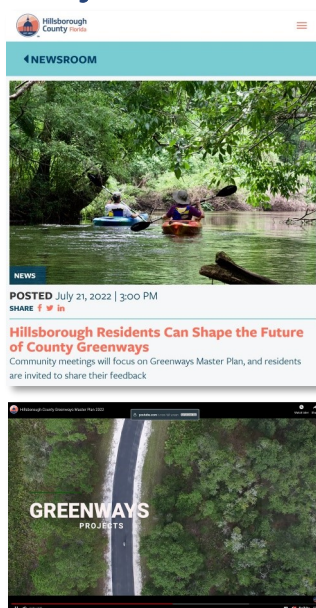 Hillsborough
County Florida
NEWSROOM
NEWS
POSTED July 21, 2022 | 3:00 PM
SHARE f in
Hillsborough Residents Can Shape the Future
of County Greenways
Community meetings will focus on Greenways Master Plan, and residents
are invited to share their feedback
Hillsborough County Greenways Master Plan 2022
GREENWAYS
PROJECTS